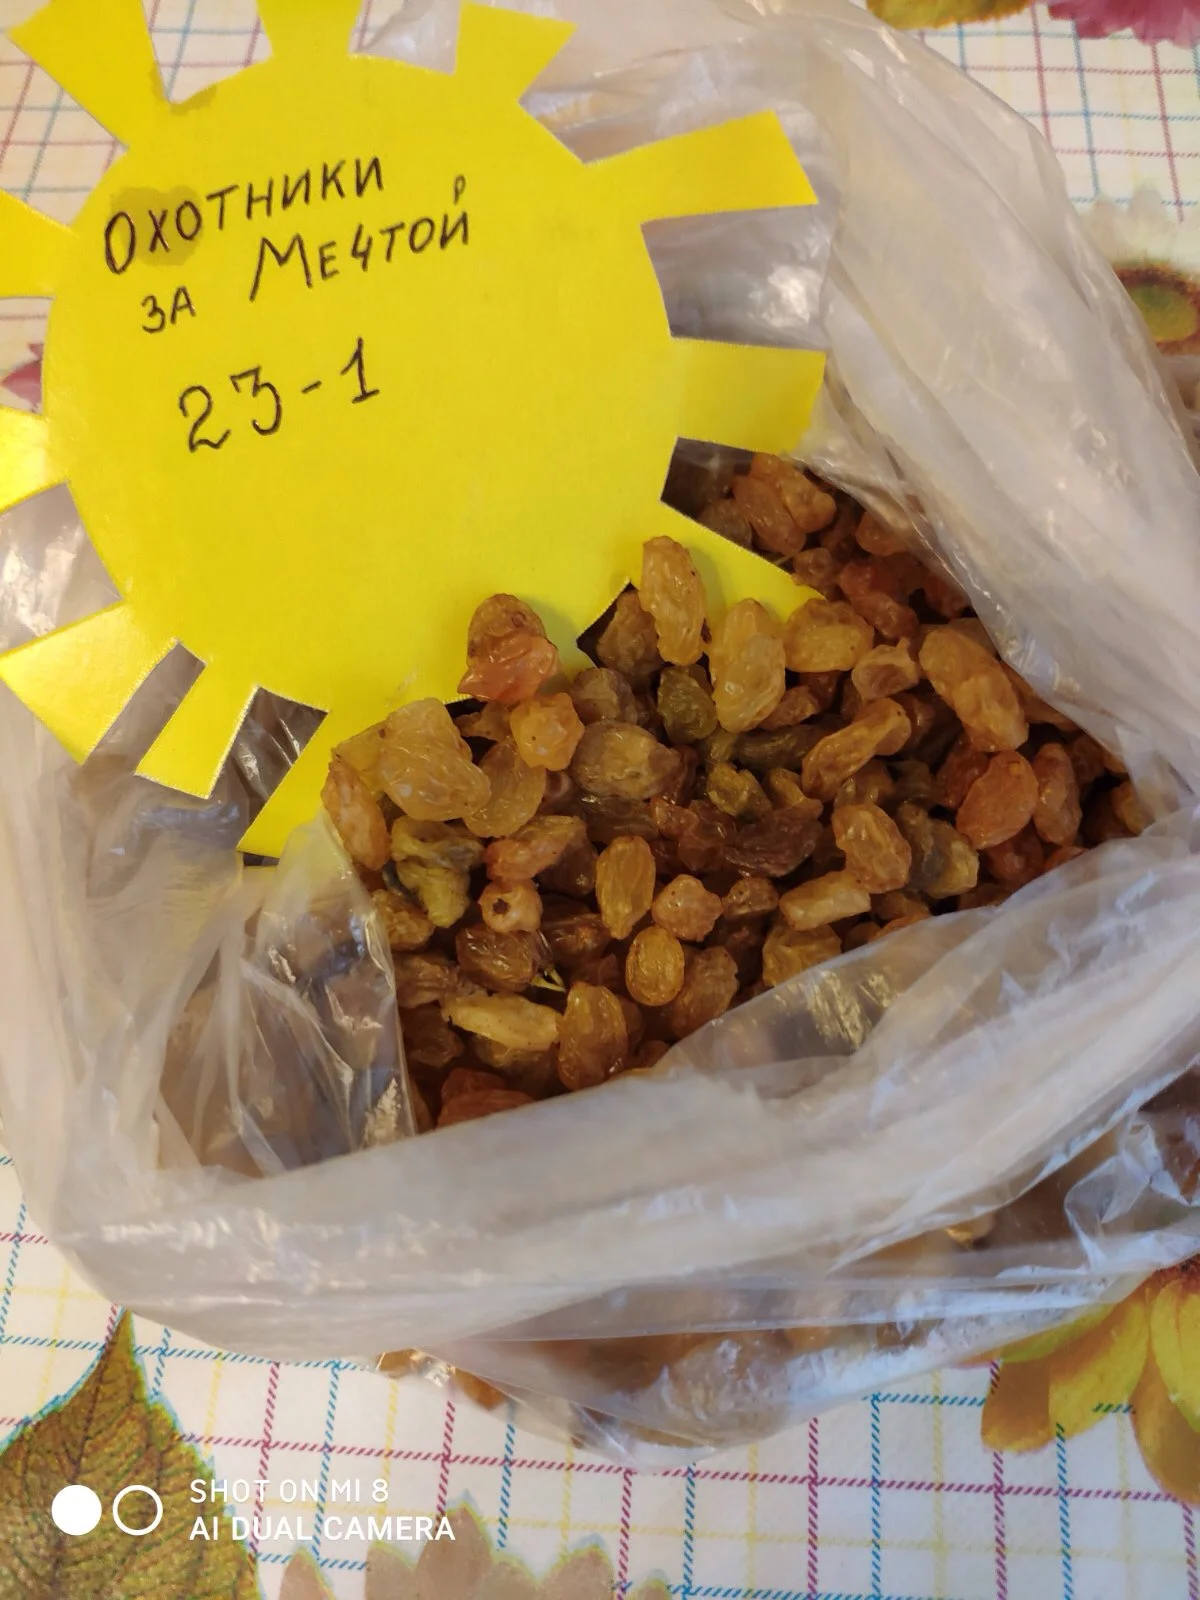 Охотники
за Мечтой
23-1
SHOT ON MI 8
AI DUAL CAMERA